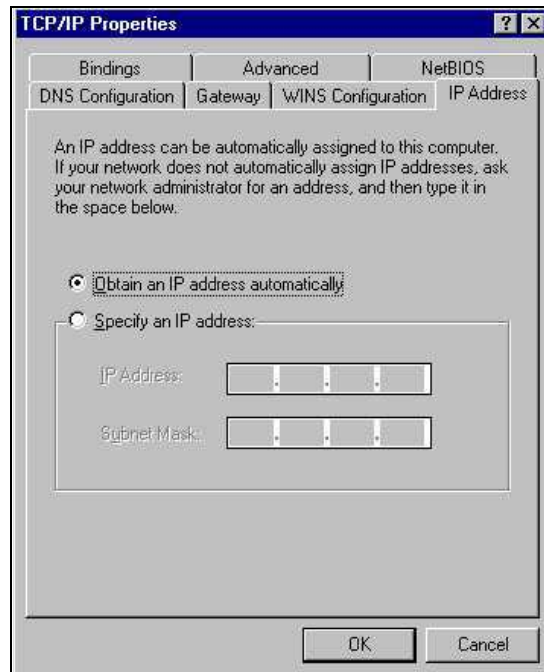 TCP/IP Properties
Bindings Advanced NetBIOS
DNS Configuration Gateway WINS Configuration IP Address
An IP address can be automatically assigned to this computer.
If your network does not automatically assign IP addresses, ask
your network administrator for an address, and then type it in
the space below.
Obtain an IP address automatically
Specify an IP address:
IP Address:
Subnet Mask:
OK Cancel